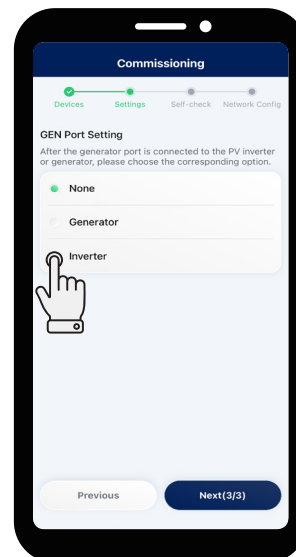 Commissioning
Devices Settings Self-check Network Config
GEN Port Setting
After the generator port is connected to the PV inverter
or generator, please choose the corresponding option.
None
Generator
Inverter
Previous Next(3/3)